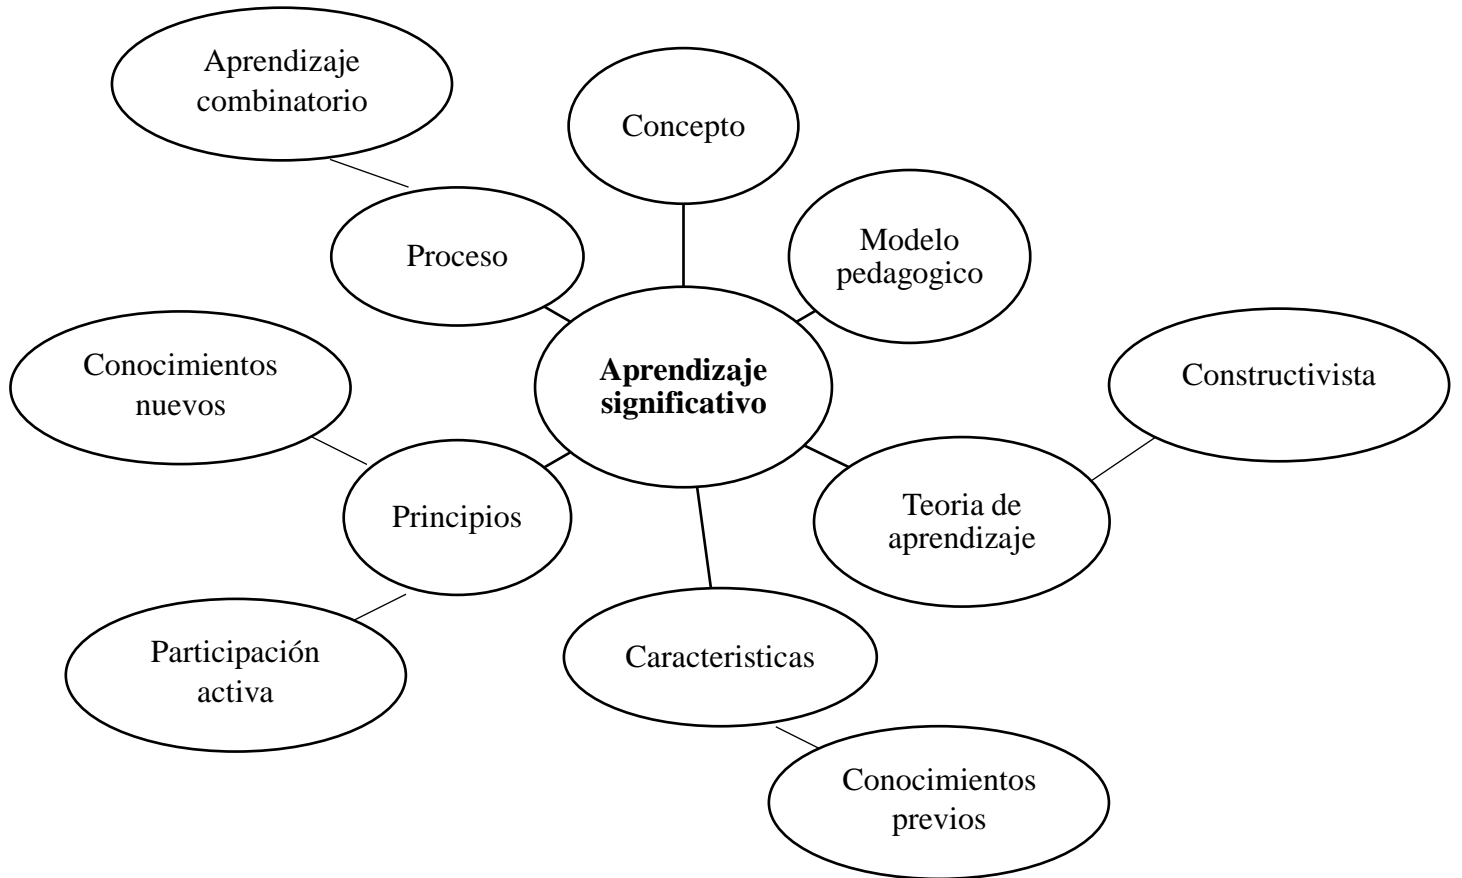 Aprendizaje
combinatorio
Concepto
Modelo
pedagogico
Proceso
Conocimientos
nuevos
Aprendizaje
significativo
Constructivista
Principios
Teoria de
aprendizaje
Participación
activa
Caracteristicas
Conocimientos
previos